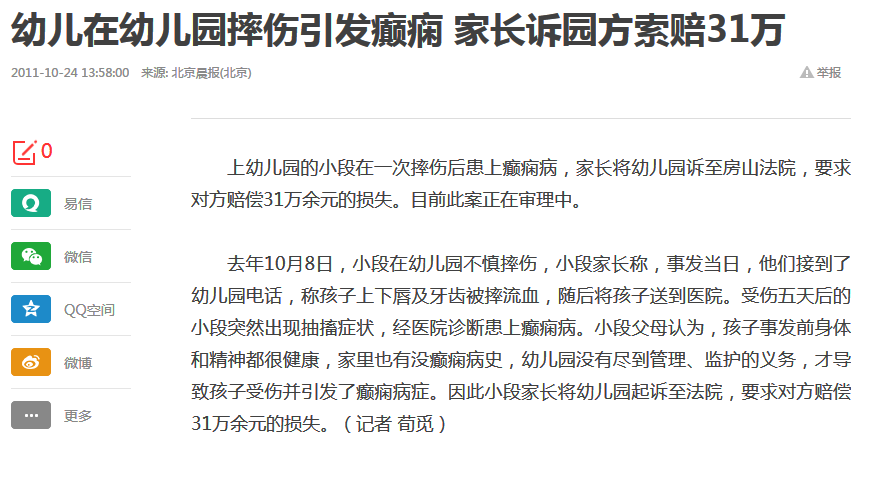 幼儿在幼儿园摔伤引发癫痫 家长诉园方索赔31万
2011-10-24 13:58:00 来源: 北京晨报(北京)
举报
0
易信
微信
QQ空间
微博
更多
上幼儿园的小段在一次摔伤后患上癫痫病，家长将幼儿园诉至房山法院，要求
对方赔偿31万余元的损失。目前此案正在审理中。
去年10月8日，小段在幼儿园不慎摔伤，小段家长称，事发当日，他们接到了
幼儿园电话，称孩子上下唇及牙齿被摔流血，随后将孩子送到医院。受伤五天后的
小段突然出现抽搐症状，经医院诊断患上癫痫病。小段父母认为，孩子事发前身体
和精神都很健康，家里也有没癫痫病史，幼儿园没有尽到管理、监护的义务，才导
致孩子受伤并引发了癫痫病症。因此小段家长将幼儿园起诉至法院，要求对方赔偿
31万余元的损失。（记者 荀觅）